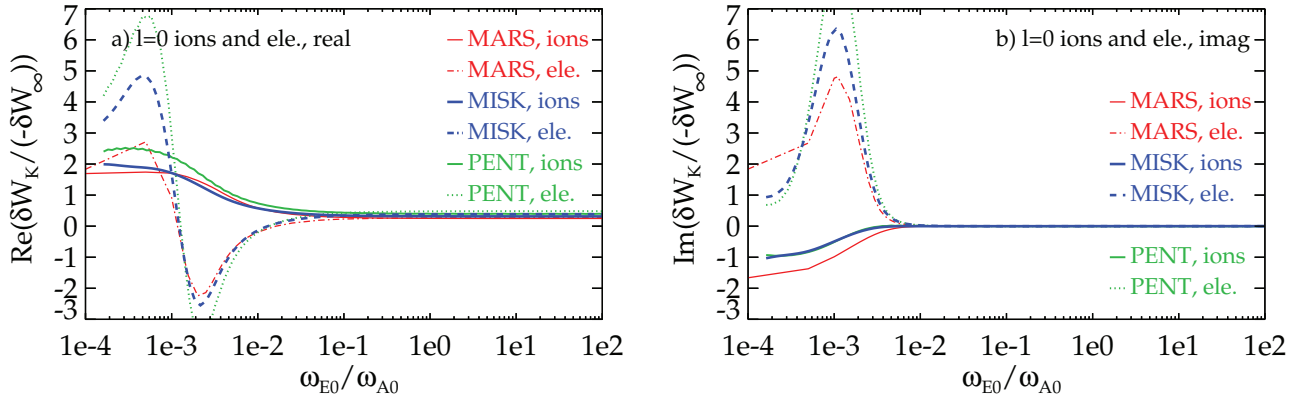 a) l=0 ions and ele., real
Re(δW_K/(-δW_∞))
7
6
5
4
3
2
1
0
-1
-2
-3
MARS, ions
MARS, ele.
MISK, ions
MISK, ele.
PENT, ions
PENT, ele.
1e-4 1e-3 1e-2 1e-1 1e0 1e1 1e2
ω_E0/ω_A0
b) l=0 ions and ele., imag
Im(δW_K/(-δW_∞))
7
6
5
4
3
2
1
0
-1
-2
-3
MARS, ions
MARS, ele.
MISK, ions
MISK, ele.
PENT, ions
PENT, ele.
1e-4 1e-3 1e-2 1e-1 1e0 1e1 1e2
ω_E0/ω_A0